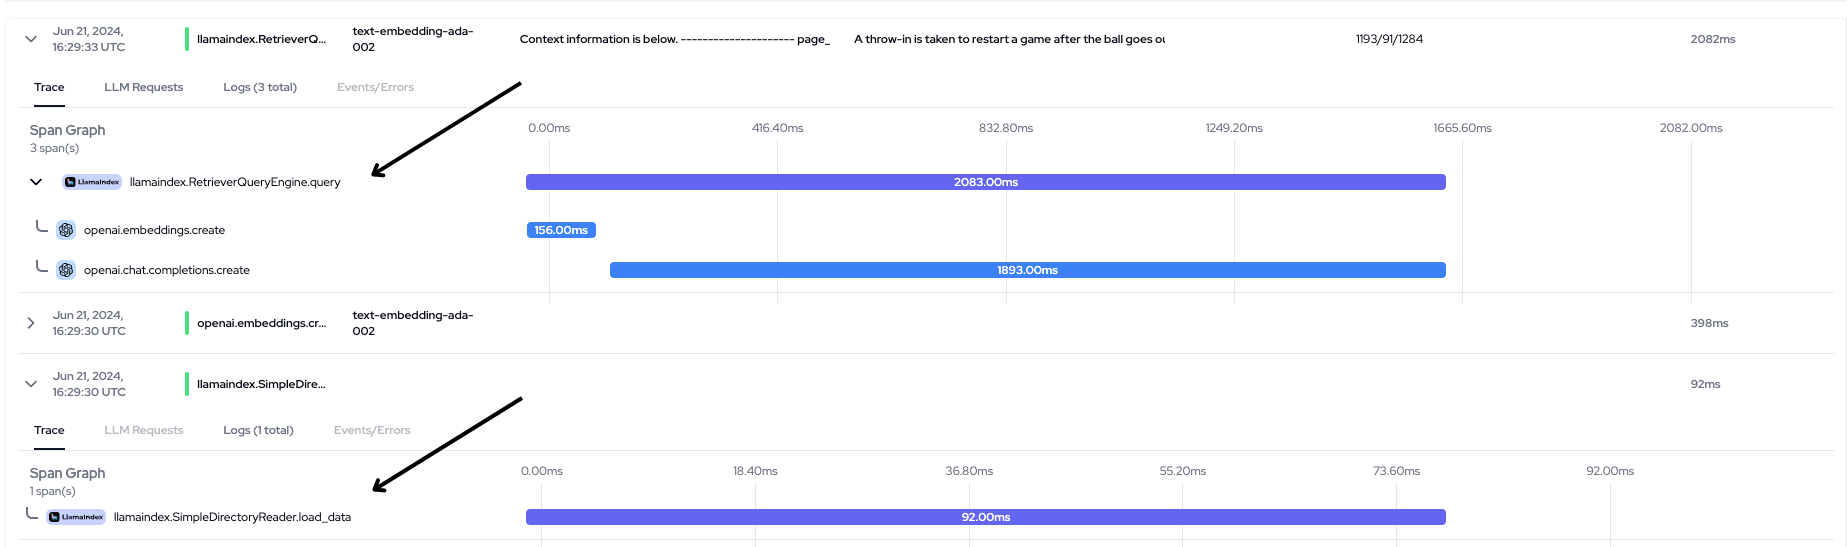 Jun 21, 2024,
16:29:33 UTC
llamaindex.RetrieverQ...
text-embedding-ada-
002
Context information is below. --------------------- page_
A throw-in is taken to restart a game after the ball goes ou
1193/91/1284
2082ms
Trace LLM Requests Logs (3 total) Events/Errors
Span Graph
3 span(s)
0.00ms 416.40ms 832.80ms 1249.20ms 1665.60ms 2082.00ms
LlamaIndex llamaindex.RetrieverQueryEngine.query 2083.00ms
openai.embeddings.create 156.00ms
openai.chat.completions.create 1893.00ms
Jun 21, 2024,
16:29:30 UTC
openai.embeddings.cr...
text-embedding-ada-
002
398ms
Jun 21, 2024,
16:29:30 UTC
llamaindex.SimpleDire...
92ms
Trace LLM Requests Logs (1 total) Events/Errors
Span Graph
1 span(s)
0.00ms 18.40ms 36.80ms 55.20ms 73.60ms 92.00ms
LlamaIndex llamaindex.SimpleDirectoryReader.load_data 92.00ms